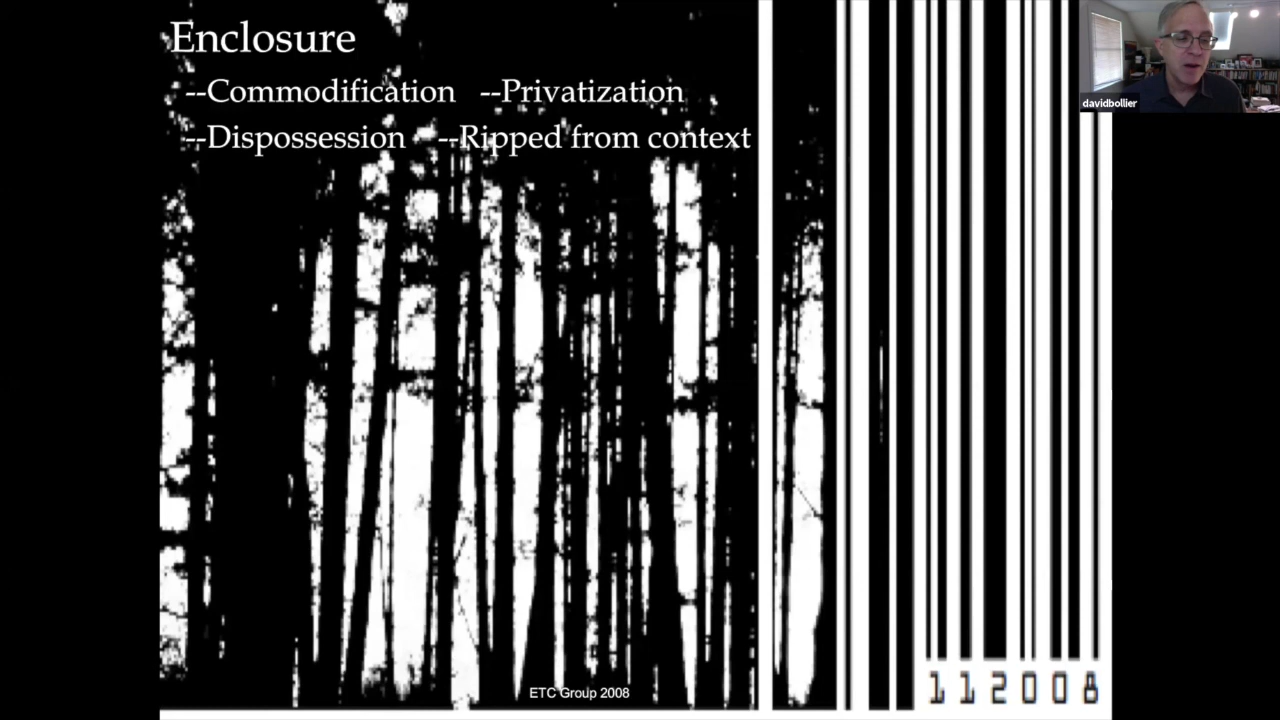 Enclosure
--Commodification --Privatization
--Dispossession --Ripped from context
davidbollier
ETC Group 2008
112008